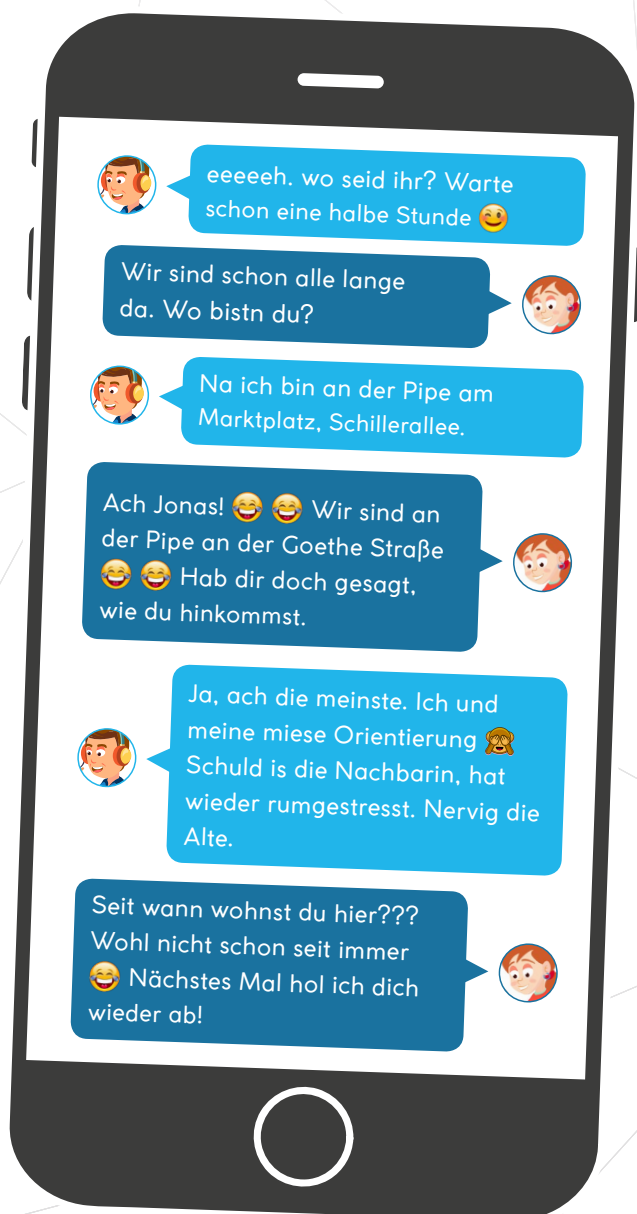 eeeeeh. wo seid ihr? Warte
schon eine halbe Stunde 😃
Wir sind schon alle lange
da. Wo bistn du?
Na ich bin an der Pipe am
Marktplatz, Schillerallee.
Ach Jonas! 😂 😂 Wir sind an
der Pipe an der Goethe Straße
😂 😂 Hab dir doch gesagt,
wie du hinkommst.
Ja, ach die meinste. Ich und
meine miese Orientierung 🙈
Schuld is die Nachbarin, hat
wieder rumgestresst. Nervig die
Alte.
Seit wann wohnst du hier???
Wohl nicht schon seit immer
😂 Nächstes Mal hol ich dich
wieder ab!